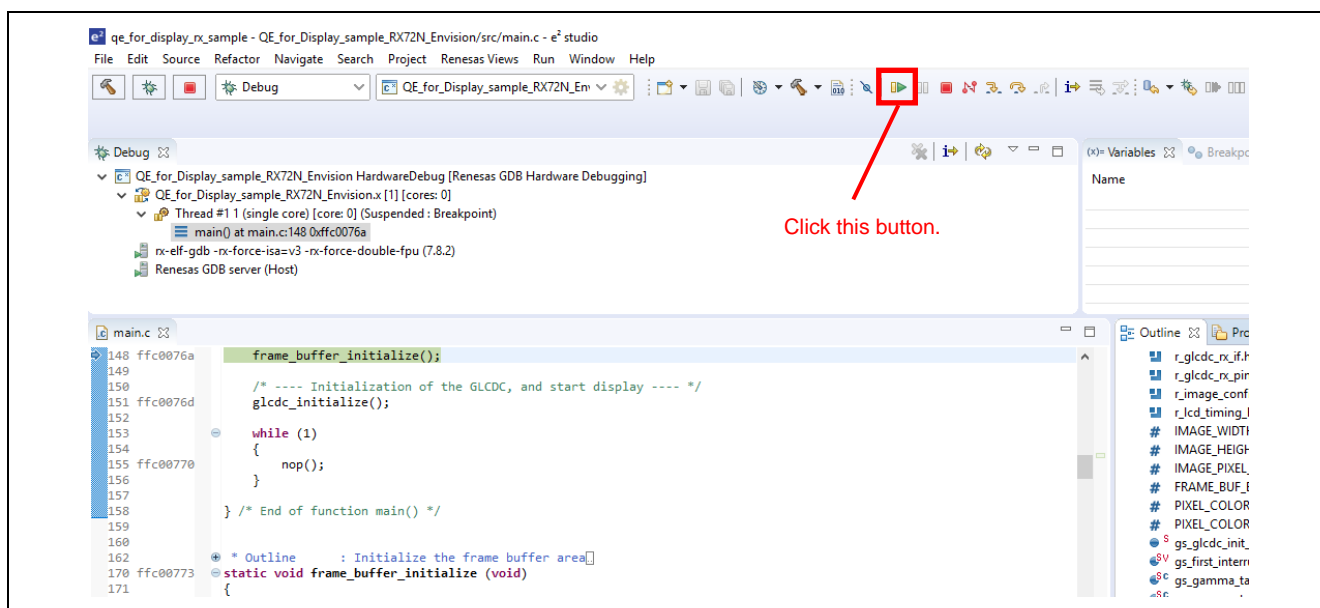 e² qe_for_display_rx_sample - QE_for_Display_sample_RX72N_Envision/src/main.c - e² studio
File Edit Source Refactor Navigate Search Project Renesas Views Run Window Help
Debug QE_for_Display_sample_RX72N_En
Click this button.
Debug
QE_for_Display_sample_RX72N_Envision HardwareDebug [Renesas GDB Hardware Debugging]
QE_for_Display_sample_RX72N_Envision.x [1] [cores: 0]
Thread #1 1 (single core) [core: 0] (Suspended : Breakpoint)
main() at main.c:148 0xffc0076a
rx-elf-gdb -rx-force-isa=v3 -rx-force-double-fpu (7.8.2)
Renesas GDB server (Host)
(x)= Variables Breakpo
Name
main.c
148 ffc0076a frame_buffer_initialize();
149
150 /* ---- Initialization of the GLCDC, and start display ---- */
151 ffc0076d glcdc_initialize();
152
153 while (1)
154 {
155 ffc00770 nop();
156 }
157
158 } /* End of function main() */
159
160
162 * Outline : Initialize the frame buffer area
170 ffc00773 static void frame_buffer_initialize (void)
171 {
Outline Pro
r_glcdc_rx_if.h
r_glcdc_rx_pin
r_image_conf
r_lcd_timing_
# IMAGE_WIDTH
# IMAGE_HEIGH
# IMAGE_PIXEL_
# FRAME_BUF_
# PIXEL_COLOR
# PIXEL_COLOR
S gs_glcdc_init_
SV gs_first_interru
SC gs_gamma_ta